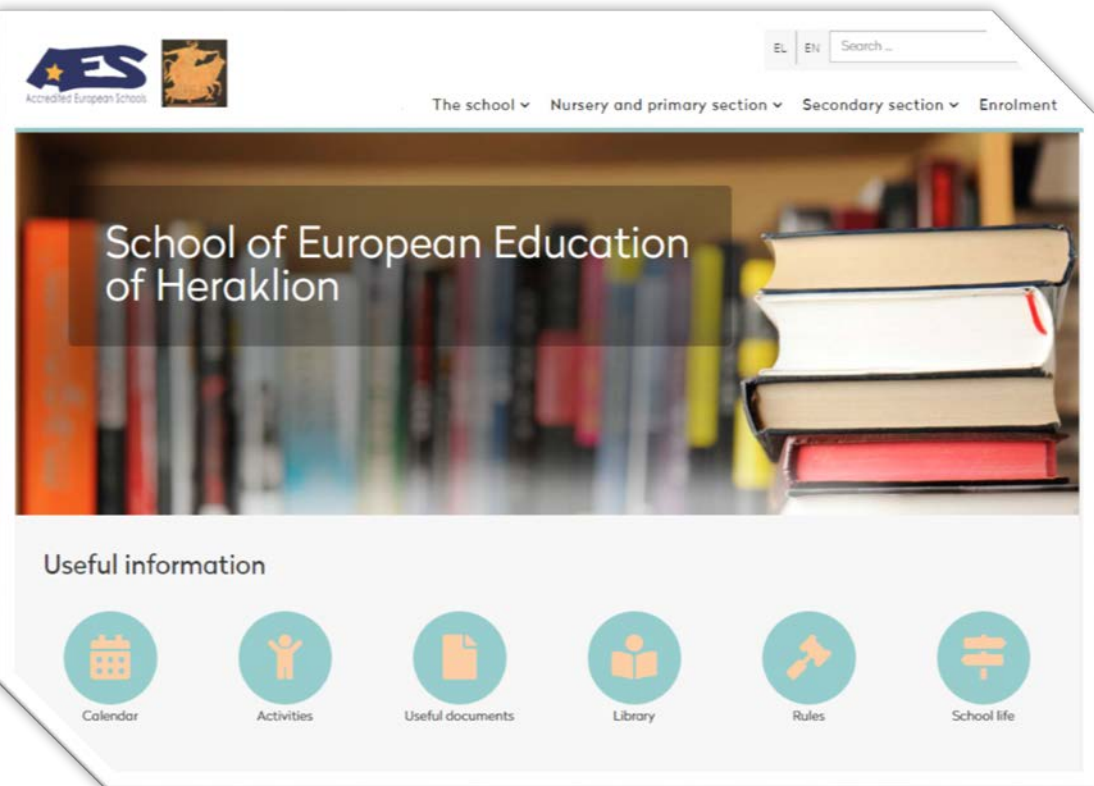 AES
Accredited European Schools
EL EN Search ...
The school Nursery and primary section Secondary section Enrolment
School of European Education
of Heraklion
Useful information
Calendar Activities Useful documents Library Rules School life